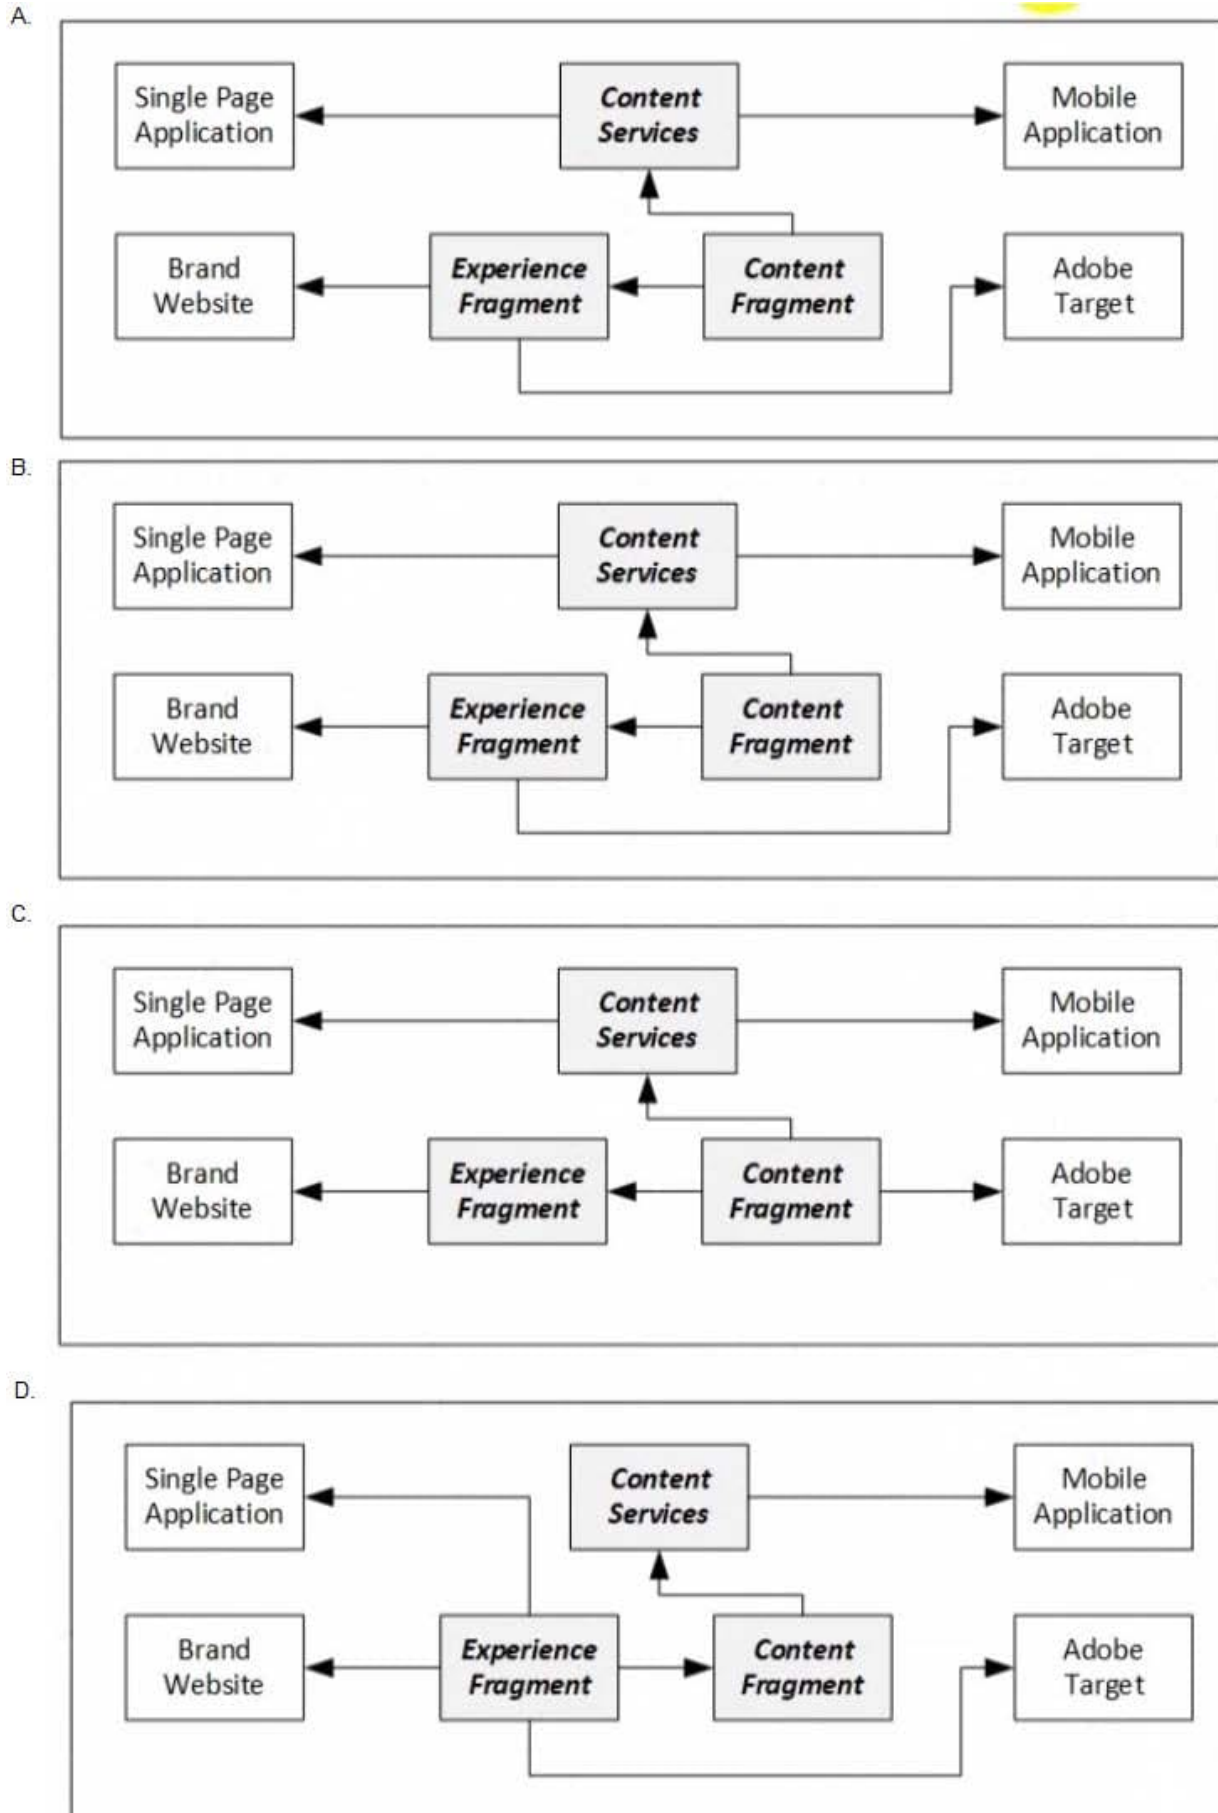 A.
Single Page
Application
Content
Services
Mobile
Application
Brand
Website
Experience
Fragment
Content
Fragment
Adobe
Target
B.
Single Page
Application
Content
Services
Mobile
Application
Brand
Website
Experience
Fragment
Content
Fragment
Adobe
Target
C.
Single Page
Application
Content
Services
Mobile
Application
Brand
Website
Experience
Fragment
Content
Fragment
Adobe
Target
D.
Single Page
Application
Content
Services
Mobile
Application
Brand
Website
Experience
Fragment
Content
Fragment
Adobe
Target